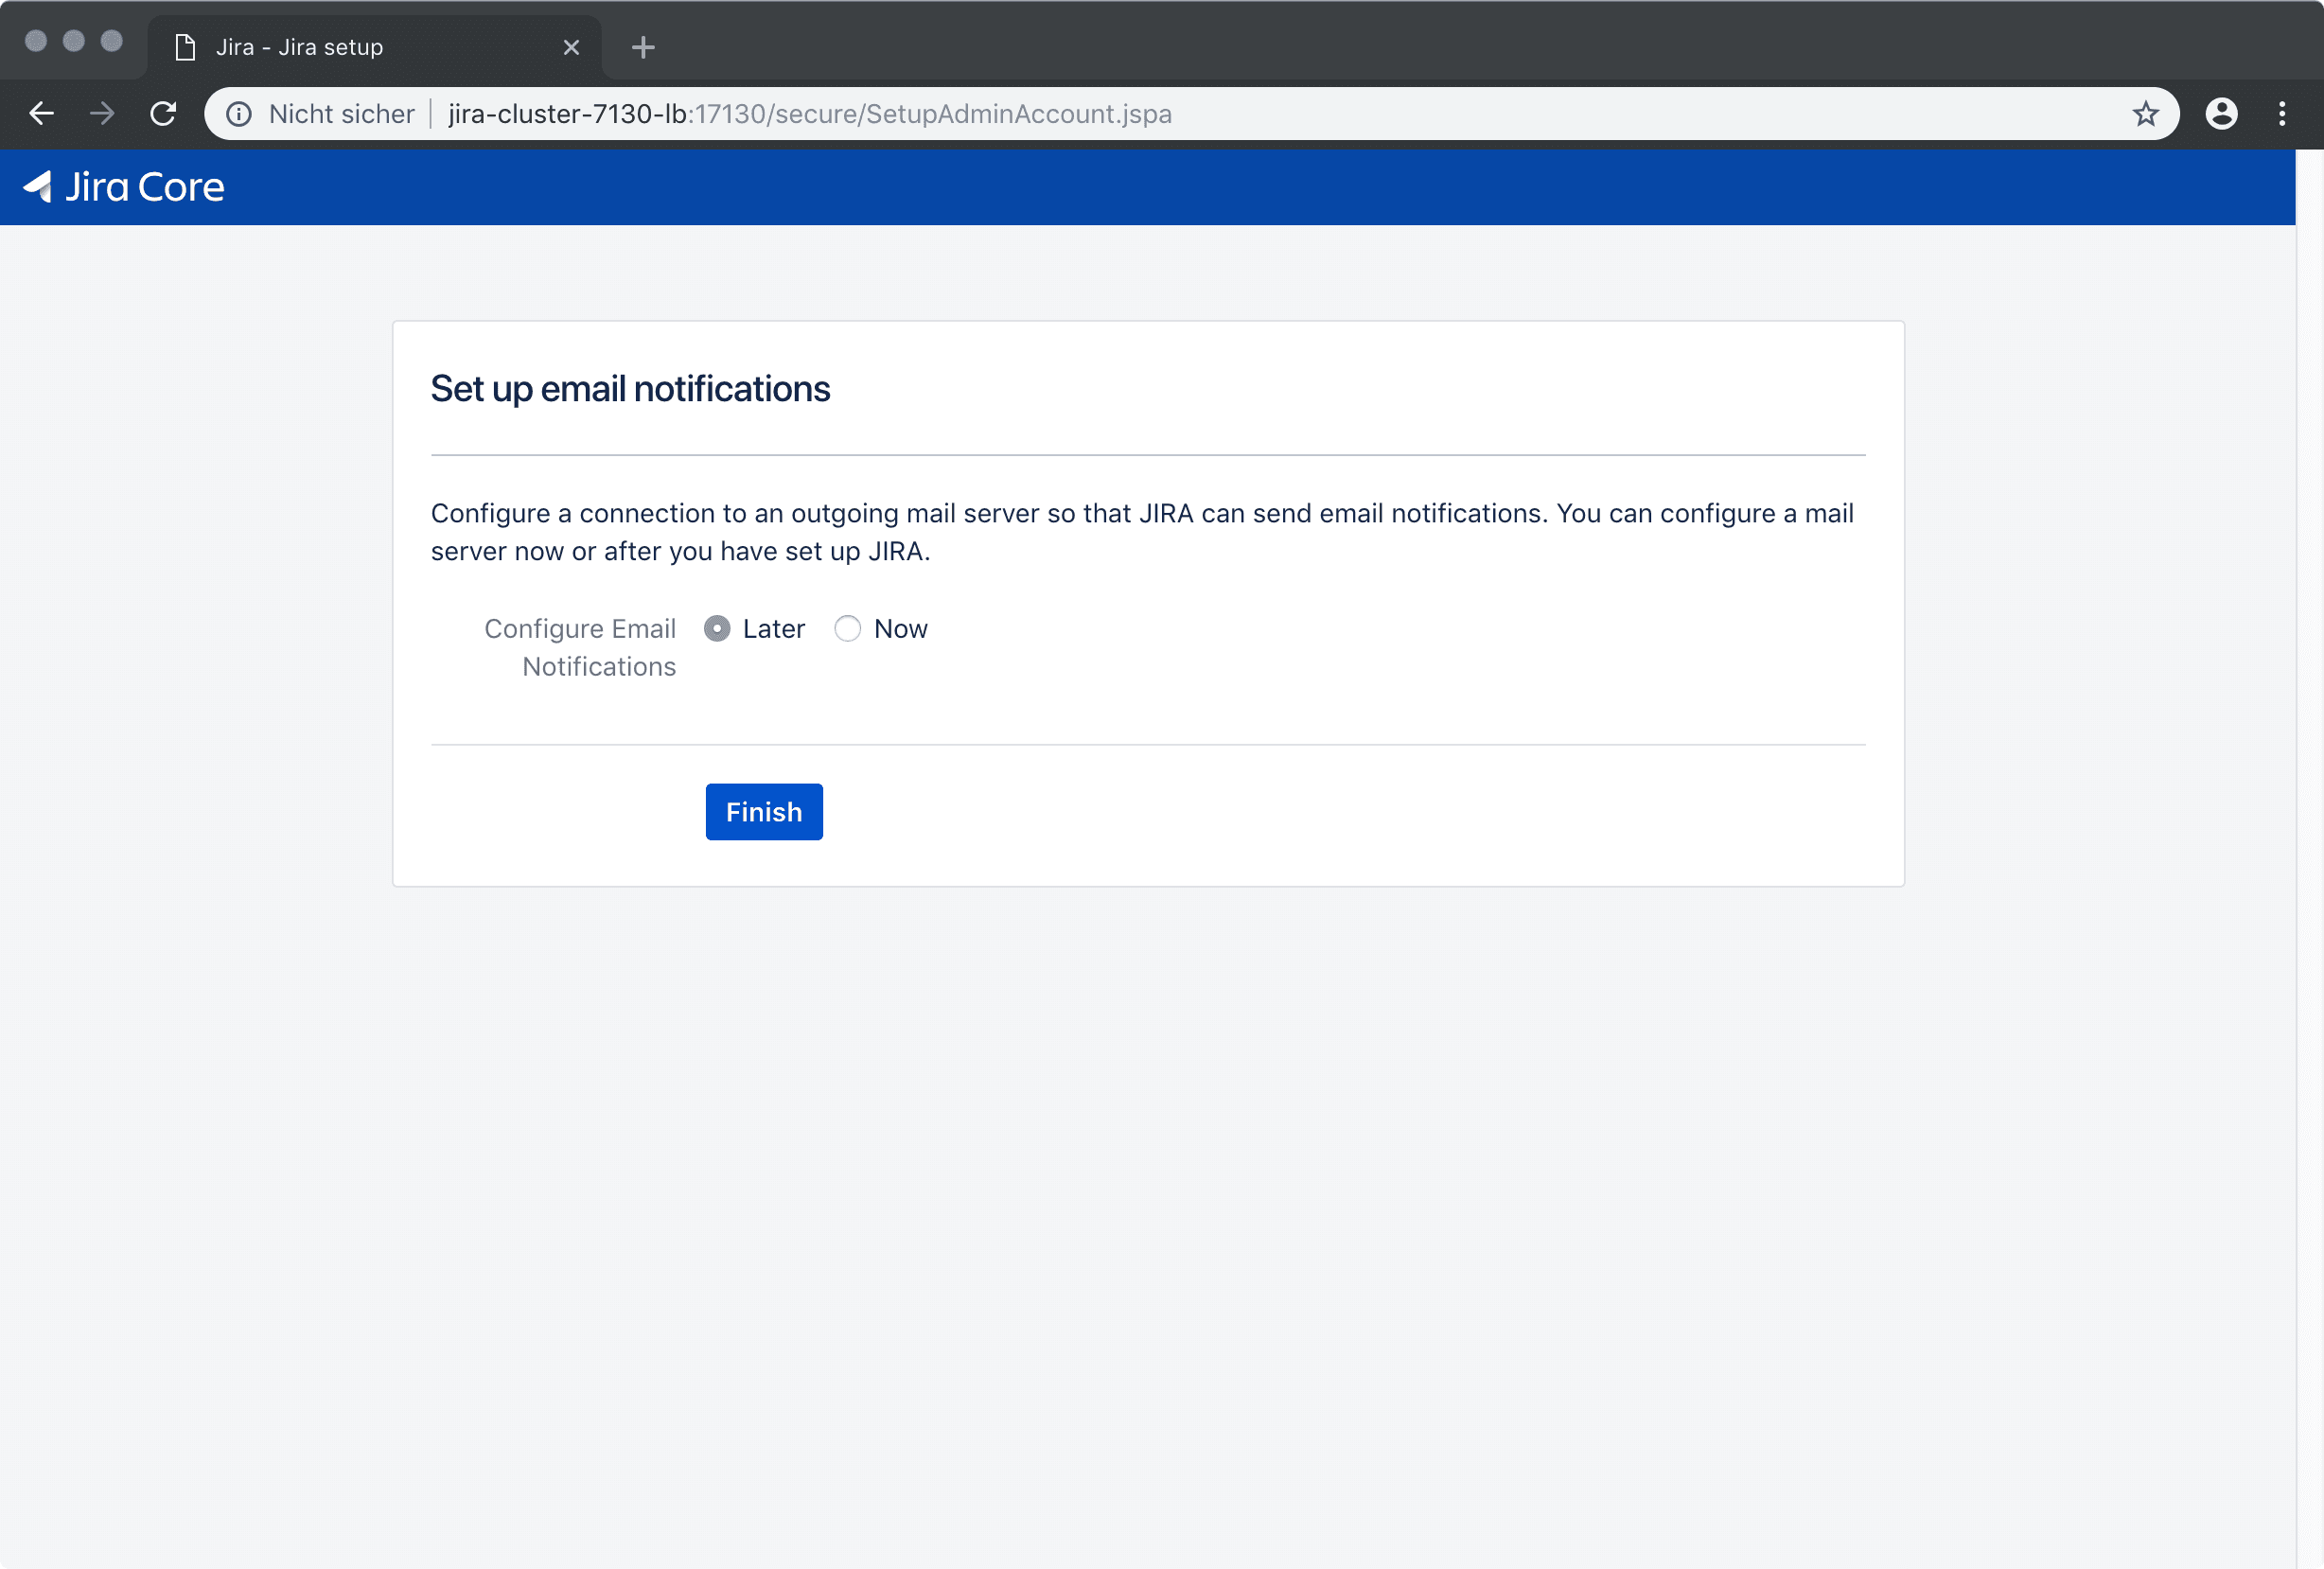 Jira - Jira setup
Nicht sicher jira-cluster-7130-lb:17130/secure/SetupAdminAccount.jspa
Jira Core
Set up email notifications
Configure a connection to an outgoing mail server so that JIRA can send email notifications. You can configure a mail
server now or after you have set up JIRA.
Configure Email Later Now
Notifications
Finish